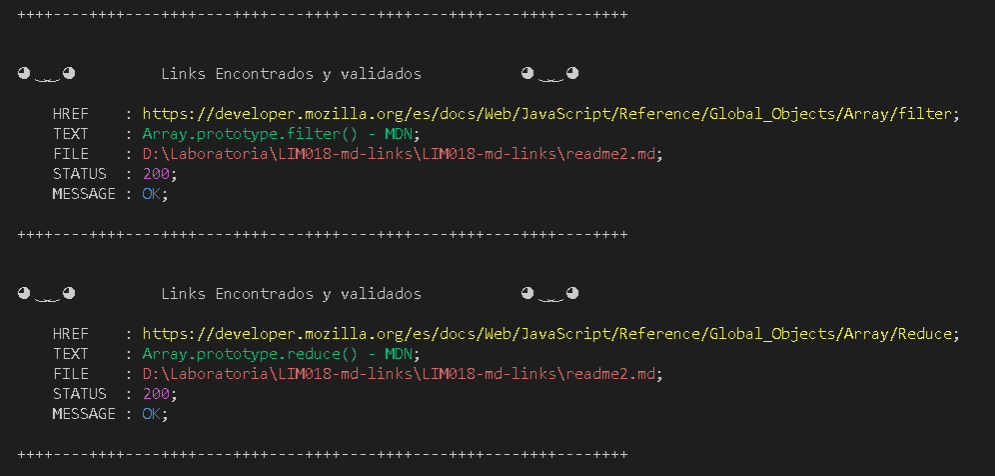 ++++----++++----++++----++++----++++----++++----++++----++++----++++
◕‿‿◕ Links Encontrados y validados ◕‿‿◕
HREF : https://developer.mozilla.org/es/docs/Web/JavaScript/Reference/Global_Objects/Array/filter;
TEXT : Array.prototype.filter() - MDN;
FILE : D:\Laboratoria\LIM018-md-links\LIM018-md-links\readme2.md;
STATUS : 200;
MESSAGE : OK;
++++----++++----++++----++++----++++----++++----++++----++++----++++
◕‿‿◕ Links Encontrados y validados ◕‿‿◕
HREF : https://developer.mozilla.org/es/docs/Web/JavaScript/Reference/Global_Objects/Array/Reduce;
TEXT : Array.prototype.reduce() - MDN;
FILE : D:\Laboratoria\LIM018-md-links\LIM018-md-links\readme2.md;
STATUS : 200;
MESSAGE : OK;
++++----++++----++++----++++----++++----++++----++++----++++----++++